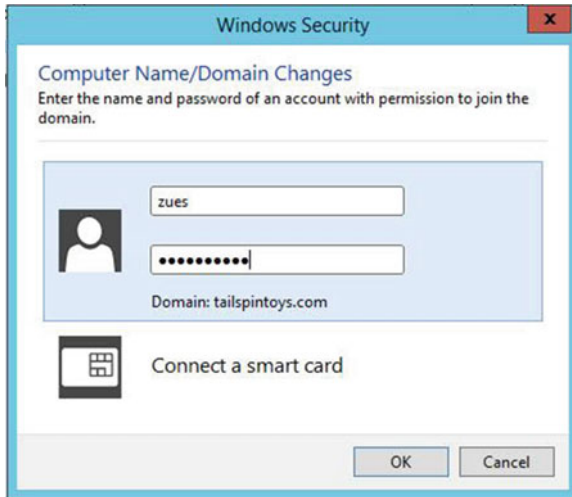 Windows Security
x
Computer Name/Domain Changes
Enter the name and password of an account with permission to join the
domain.
zues
••••••••••
Domain: tailspintoys.com
Connect a smart card
OK
Cancel